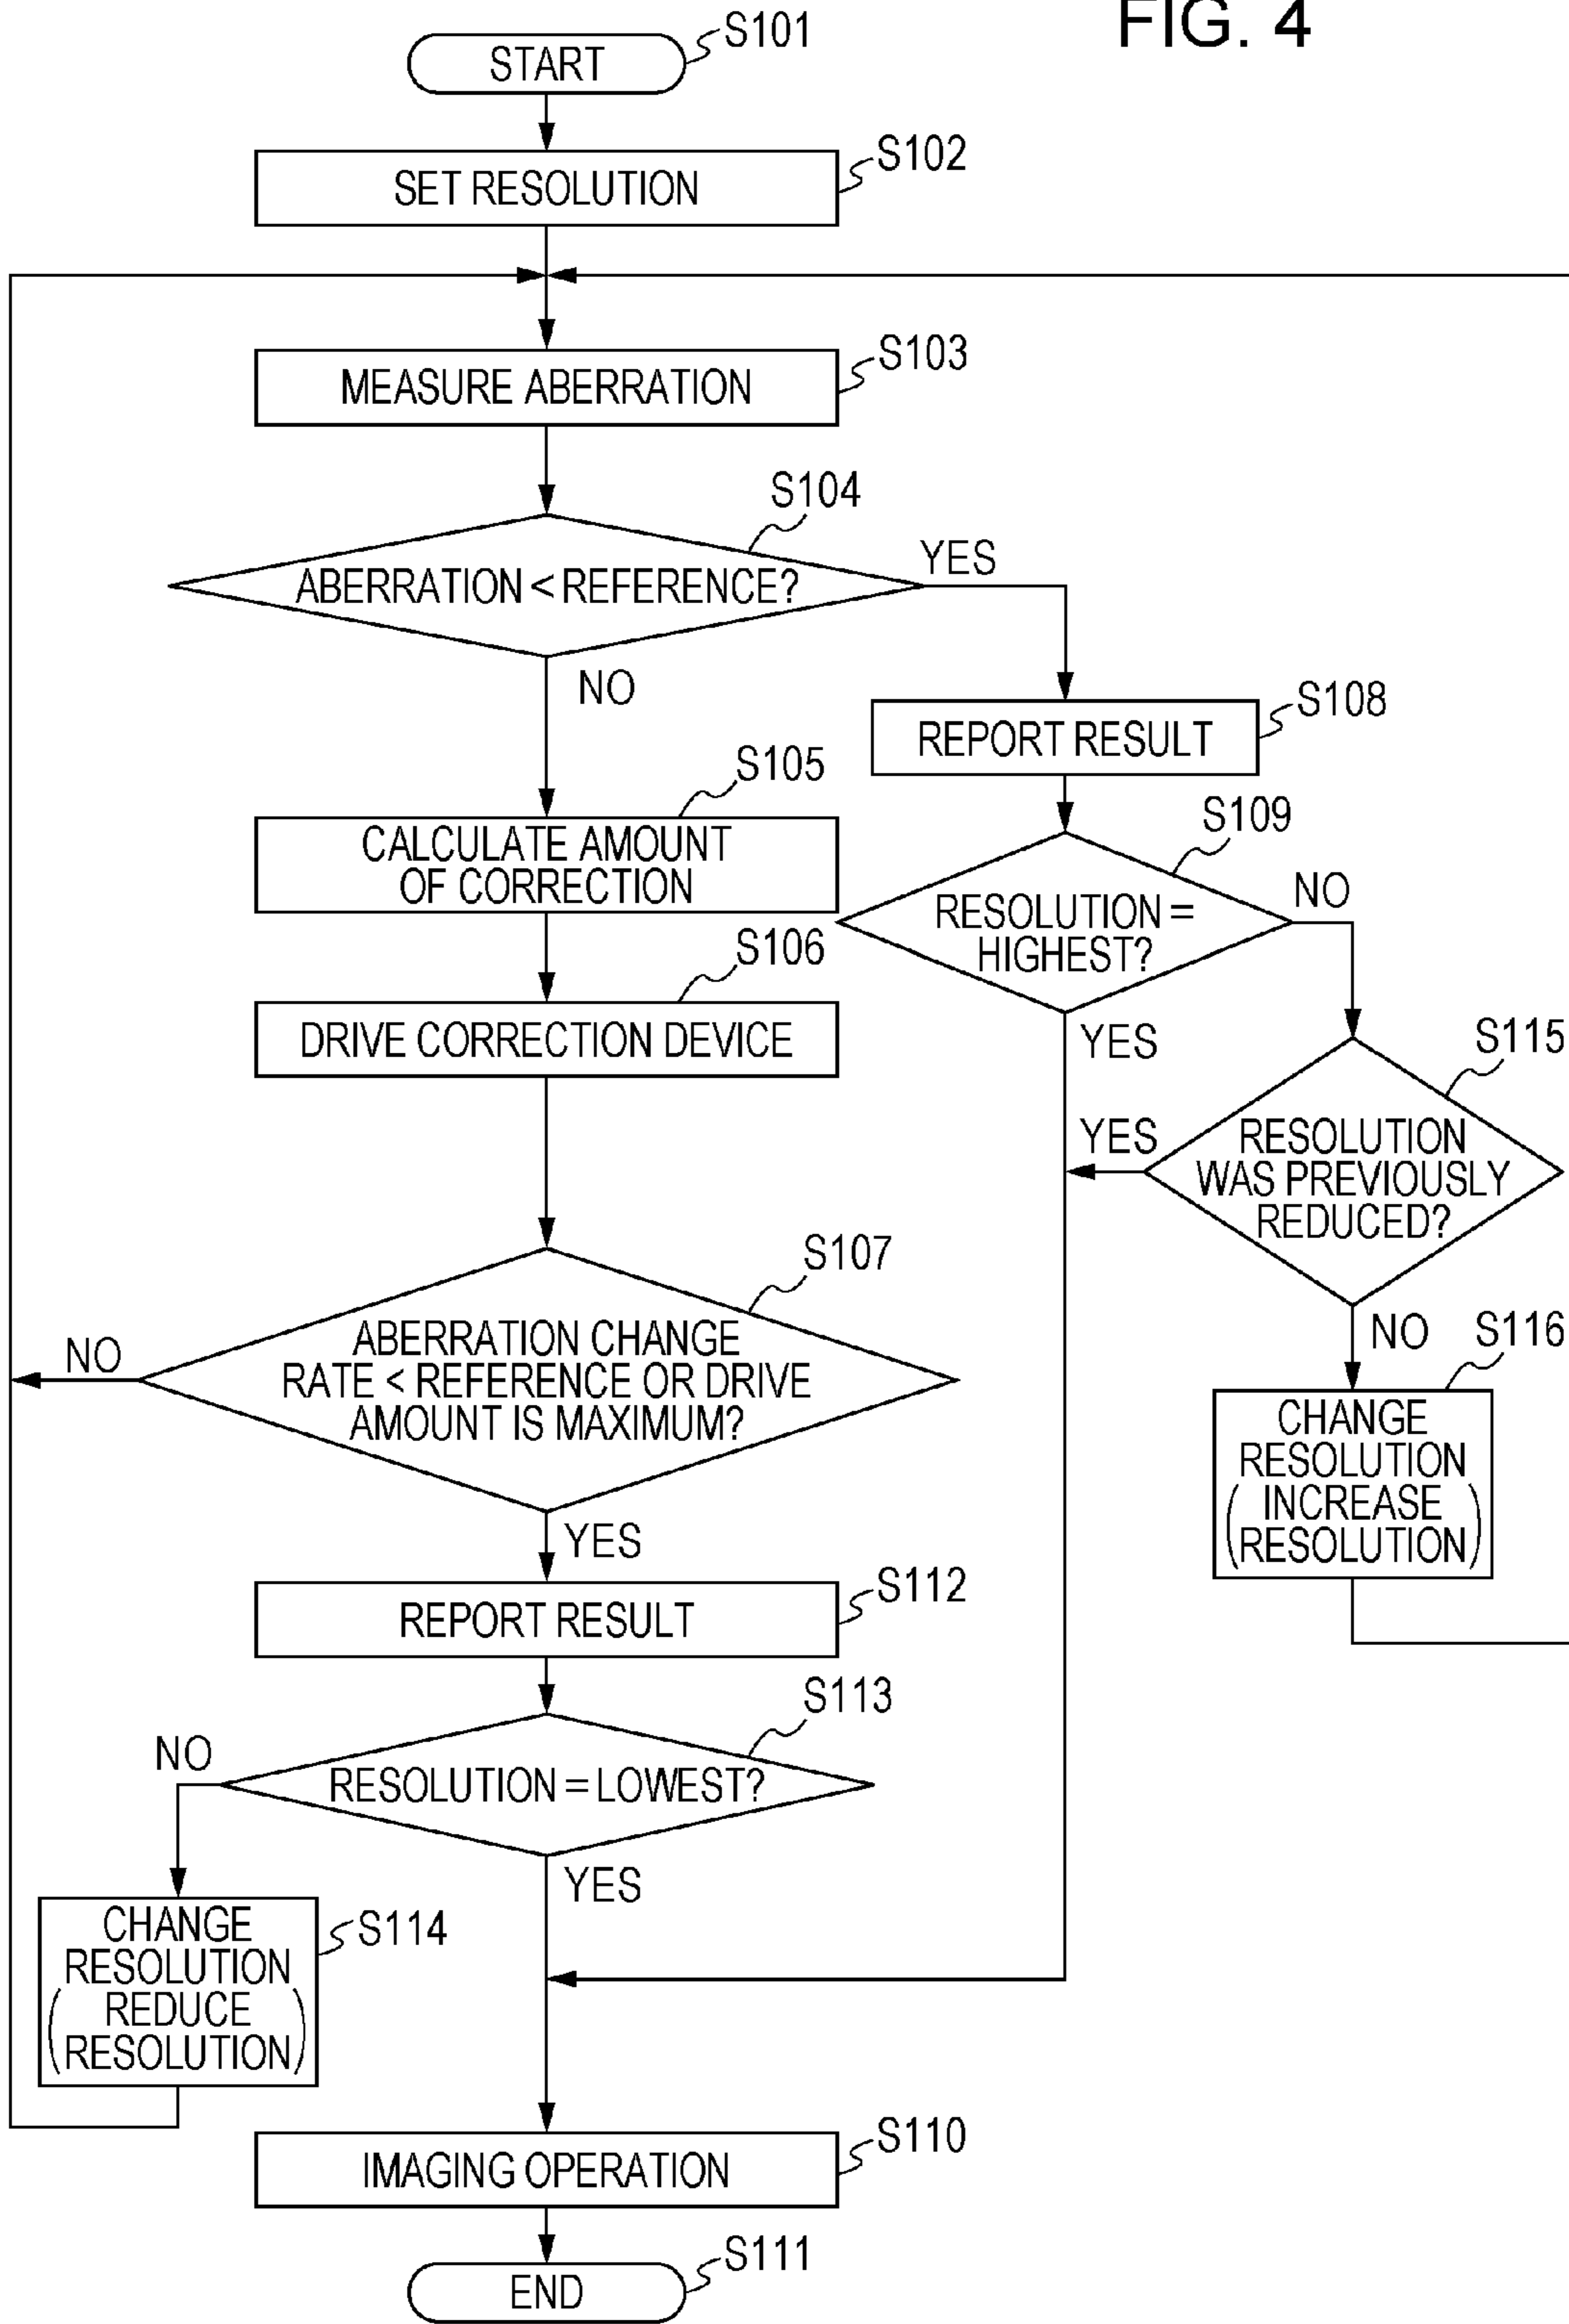 FIG. 4
START
S101
SET RESOLUTION
S102
MEASURE ABERRATION
S103
S104
ABERRATION < REFERENCE?
YES
NO
REPORT RESULT
S108
S105
CALCULATE AMOUNT
OF CORRECTION
S109
RESOLUTION =
HIGHEST?
NO
YES
S106
DRIVE CORRECTION DEVICE
S115
RESOLUTION
WAS PREVIOUSLY
REDUCED?
YES
NO
S107
ABERRATION CHANGE
RATE < REFERENCE OR DRIVE
AMOUNT IS MAXIMUM?
NO
YES
S116
CHANGE
RESOLUTION
(INCREASE
RESOLUTION)
REPORT RESULT
S112
S113
RESOLUTION = LOWEST?
NO
YES
CHANGE
RESOLUTION
(REDUCE
RESOLUTION)
S114
IMAGING OPERATION
S110
END
S111